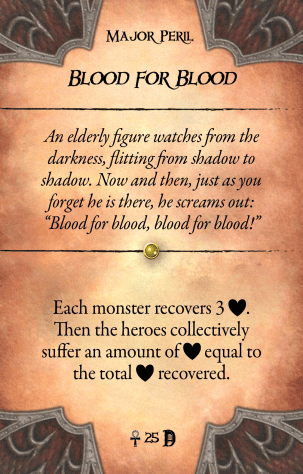 Major Peril
Blood for Blood
An elderly figure watches from the
darkness, flitting from shadow to
shadow. Now and then, just as you
forget he is there, he screams out:
“Blood for blood, blood for blood!”
Each monster recovers 3 ♥.
Then the heroes collectively
suffer an amount of ♥ equal to
the total ♥ recovered.
☥ 25 D